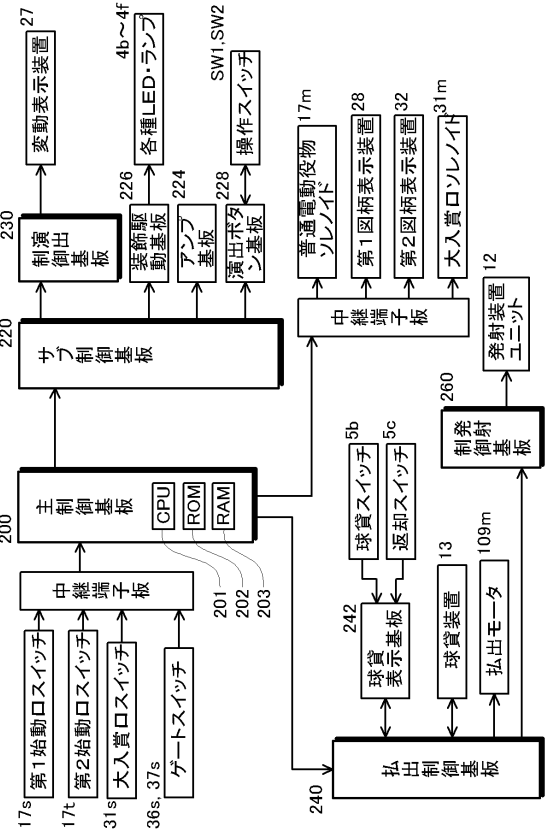 17s
第1始動口スイッチ
17t
第2始動口スイッチ
31s
大入賞口スイッチ
36s, 37s
ゲートスイッチ
中継端子板
200
主制御基板
CPU
ROM
RAM
201
202
203
220
サブ制御基板
230
演出
制御基板
27
変動表示装置
226
装飾駆
動基板
4b～4f
各種LED・ランプ
224
アンプ
基板
228
演出ボタ
ン基板
SW1,SW2
操作スイッチ
中継端子板
17m
普通電動役物
ソレノイド
28
第1図柄表示装置
32
第2図柄表示装置
31m
大入賞口ソレノイド
240
払出制御基板
242
球貸
表示基板
5b
球貸スイッチ
5c
返却スイッチ
13
球貸装置
109m
払出モータ
260
発射
制御基板
12
発射装置
ユニット